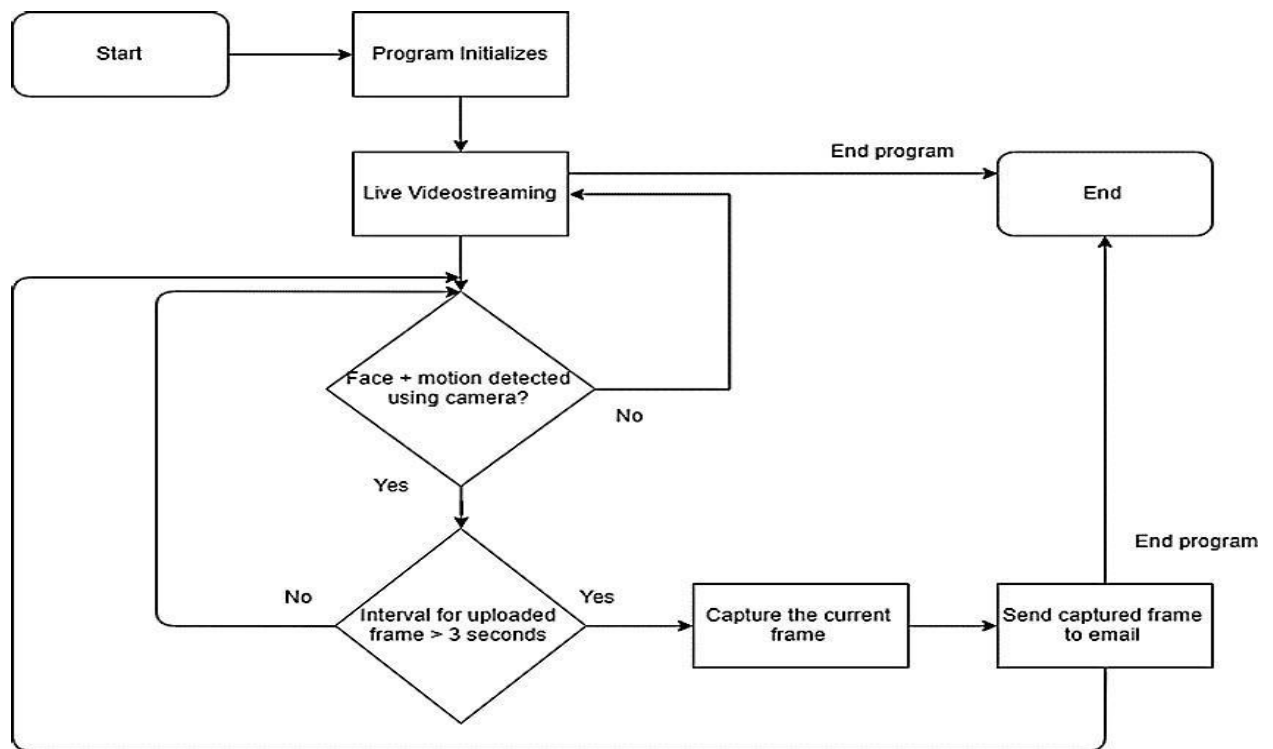 Start
Program Initializes
End program
Live Videostreaming
End
Face + motion detected
using camera?
No
Yes
End program
No
Interval for uploaded
frame > 3 seconds
Yes
Capture the current
frame
Send captured frame
to email